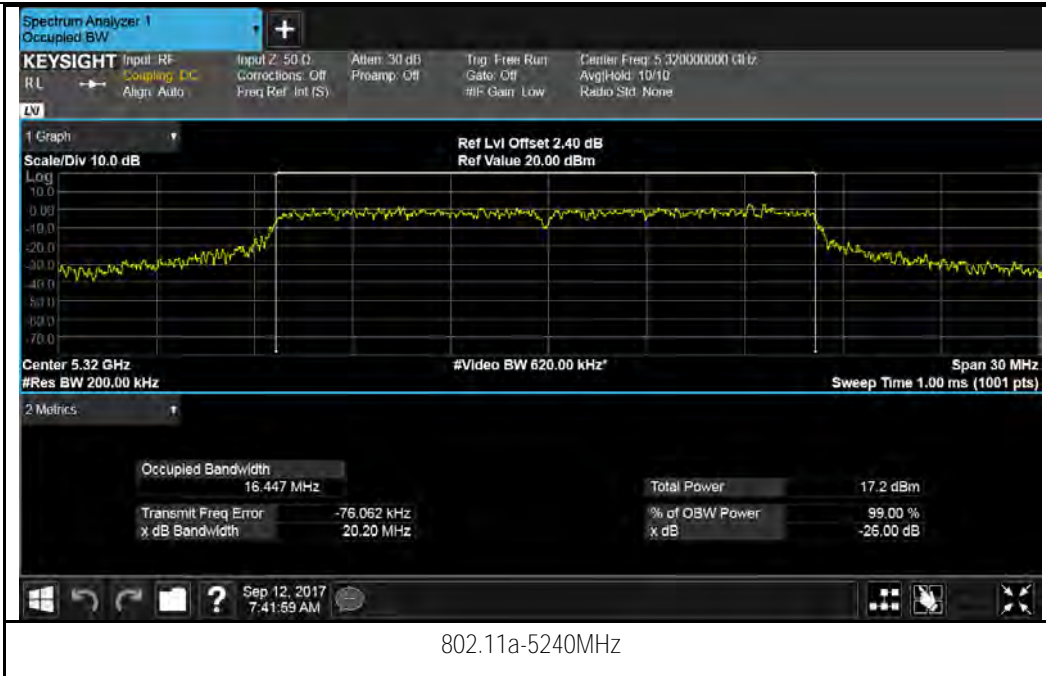 Spectrum Analyzer 1
Occupied BW
+
KEYSIGHT Input: RF Input Z: 50 Ω Atten: 30 dB Trig: Free Run Center Freq: 5.320000000 GHz
RL Coupling: DC Corrections: Off Preamp: Off Gate: Off Avg|Hold: 10/10
Align: Auto Freq Ref: Int (S) #IF Gain: Low Radio Std: None
LXI
1 Graph
Ref Lvl Offset 2.40 dB
Scale/Div 10.0 dB Ref Value 20.00 dBm
Log
10.0
0.00
-10.0
-20.0
-30.0
-40.0
-50.0
-60.0
-70.0
Center 5.32 GHz #Video BW 620.00 kHz* Span 30 MHz
#Res BW 200.00 kHz Sweep Time 1.00 ms (1001 pts)
2 Metrics
Occupied Bandwidth
16.447 MHz Total Power 17.2 dBm
Transmit Freq Error -76.062 kHz % of OBW Power 99.00 %
x dB Bandwidth 20.20 MHz x dB -26.00 dB
? Sep 12, 2017
7:41:59 AM
802.11a-5240MHz